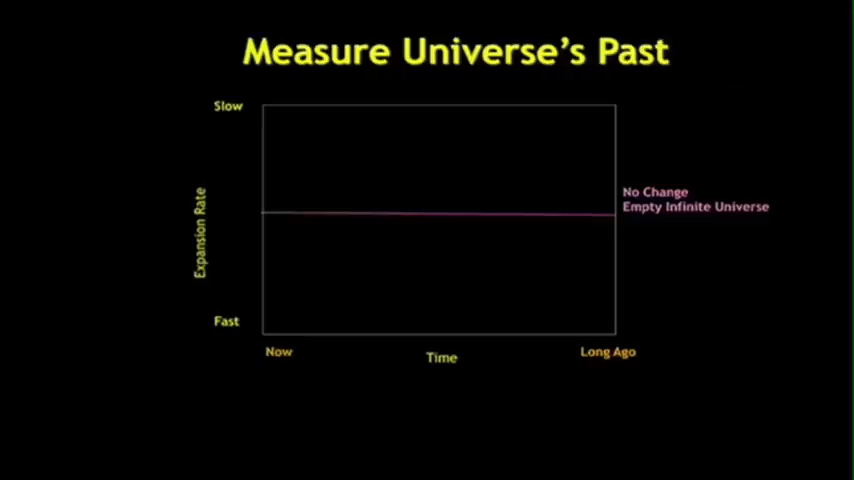 Measure Universe's Past
Slow
No Change
Empty Infinite Universe
Expansion Rate
Fast
Now
Time
Long Ago